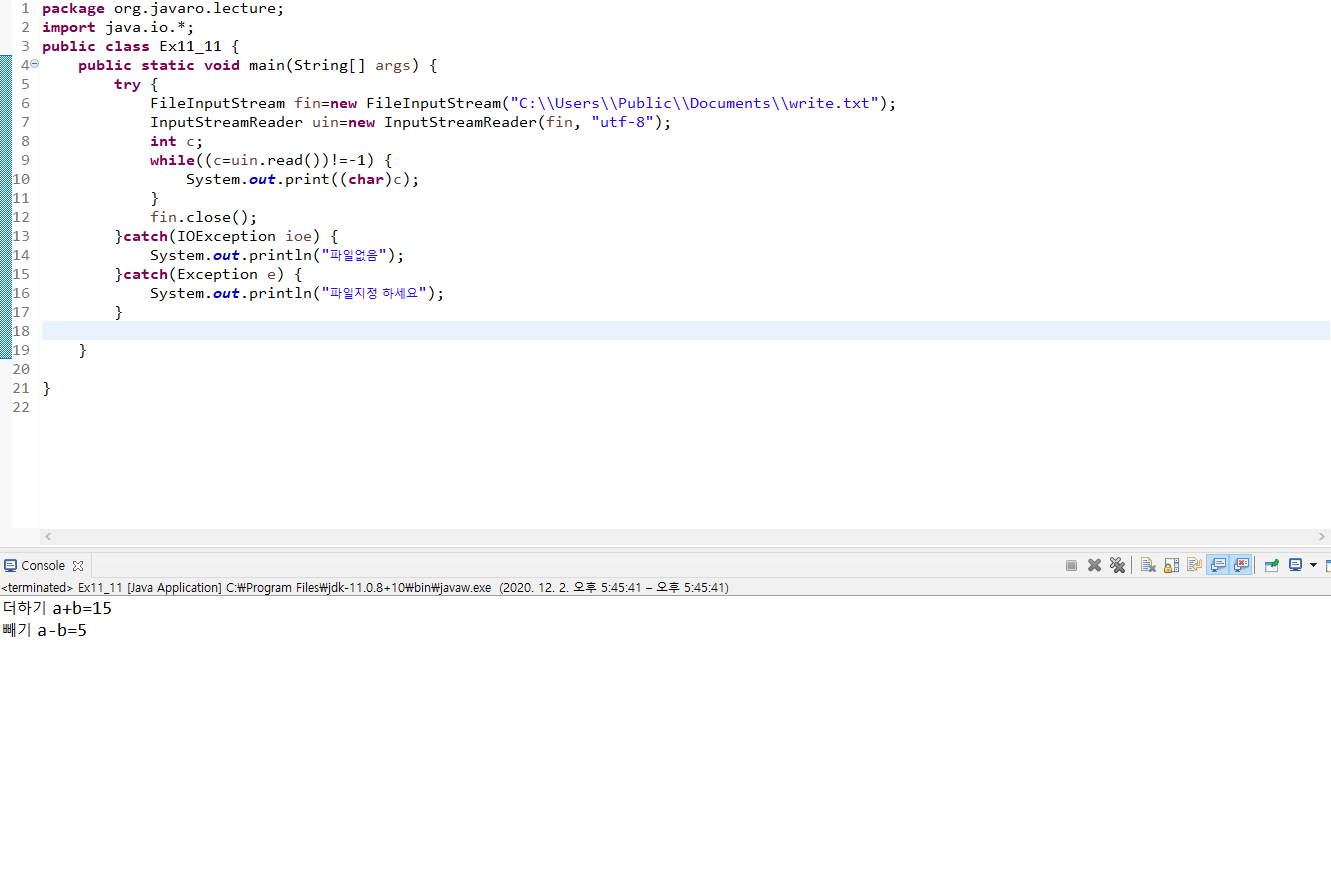 1 package org.javaro.lecture;
2 import java.io.*;
3 public class Ex11_11 {
4 public static void main(String[] args) {
5 try {
6 FileInputStream fin=new FileInputStream("C:\\Users\\Public\\Documents\\write.txt");
7 InputStreamReader uin=new InputStreamReader(fin, "utf-8");
8 int c;
9 while((c=uin.read())!=-1) {
10 System.out.print((char)c);
11 }
12 fin.close();
13 }catch(IOException ioe) {
14 System.out.println("파일없음");
15 }catch(Exception e) {
16 System.out.println("파일지정 하세요");
17 }
18
19 }
20
21 }
22
Console
<terminated> Ex11_11 [Java Application] C:₩Program Files₩jdk-11.0.8+10₩bin₩javaw.exe (2020. 12. 2. 오후 5:45:41 – 오후 5:45:41)
더하기 a+b=15
빼기 a-b=5